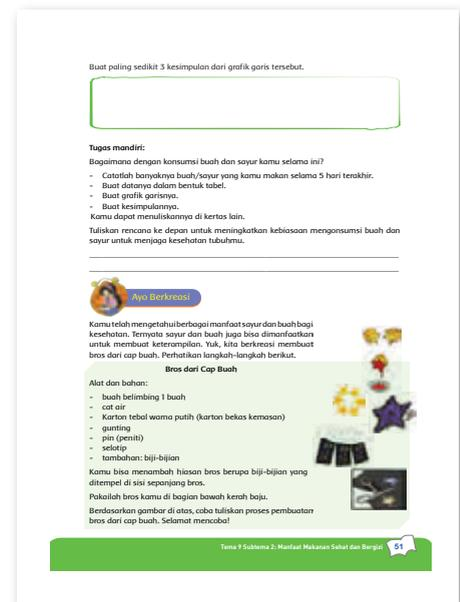 Buat paling sedikit 3 kesimpulan dari grafik garis tersebut.
Tugas mandiri:
Bagaimana dengan konsumsi buah dan sayur kamu selama ini?
- Catatlah banyaknya buah/sayur yang kamu makan selama 5 hari terakhir.
- Buat datanya dalam bentuk tabel.
- Buat grafik garisnya.
- Buat kesimpulannya.
Kamu dapat menuliskannya di kertas lain.
Tuliskan rencana ke depan untuk meningkatkan kebiasaan mengonsumsi buah dan
sayur untuk menjaga kesehatan tubuhmu.
Ayo Berkreasi
Kamu telah mengetahui berbagai manfaat sayur dan buah bagi
kesehatan. Ternyata sayur dan buah juga bisa dimanfaatkan
untuk membuat keterampilan. Yuk, kita berkreasi membuat
bros dari cap buah. Perhatikan langkah-langkah berikut.
Bros dari Cap Buah
Alat dan bahan:
- buah belimbing 1 buah
- cat air
- Karton tebal warna putih (karton bekas kemasan)
- gunting
- pin (peniti)
- selotip
- tambahan: biji-bijian
Kamu bisa menambah hiasan bros berupa biji-bijian yang
ditempel di sisi sepanjang bros.
Pakailah bros kamu di bagian bawah kerah baju.
Berdasarkan gambar di atas, coba tuliskan proses pembuatan
bros dari cap buah. Selamat mencoba!
Tema 9 Subtema 2: Manfaat Makanan Sehat dan Bergizi 51